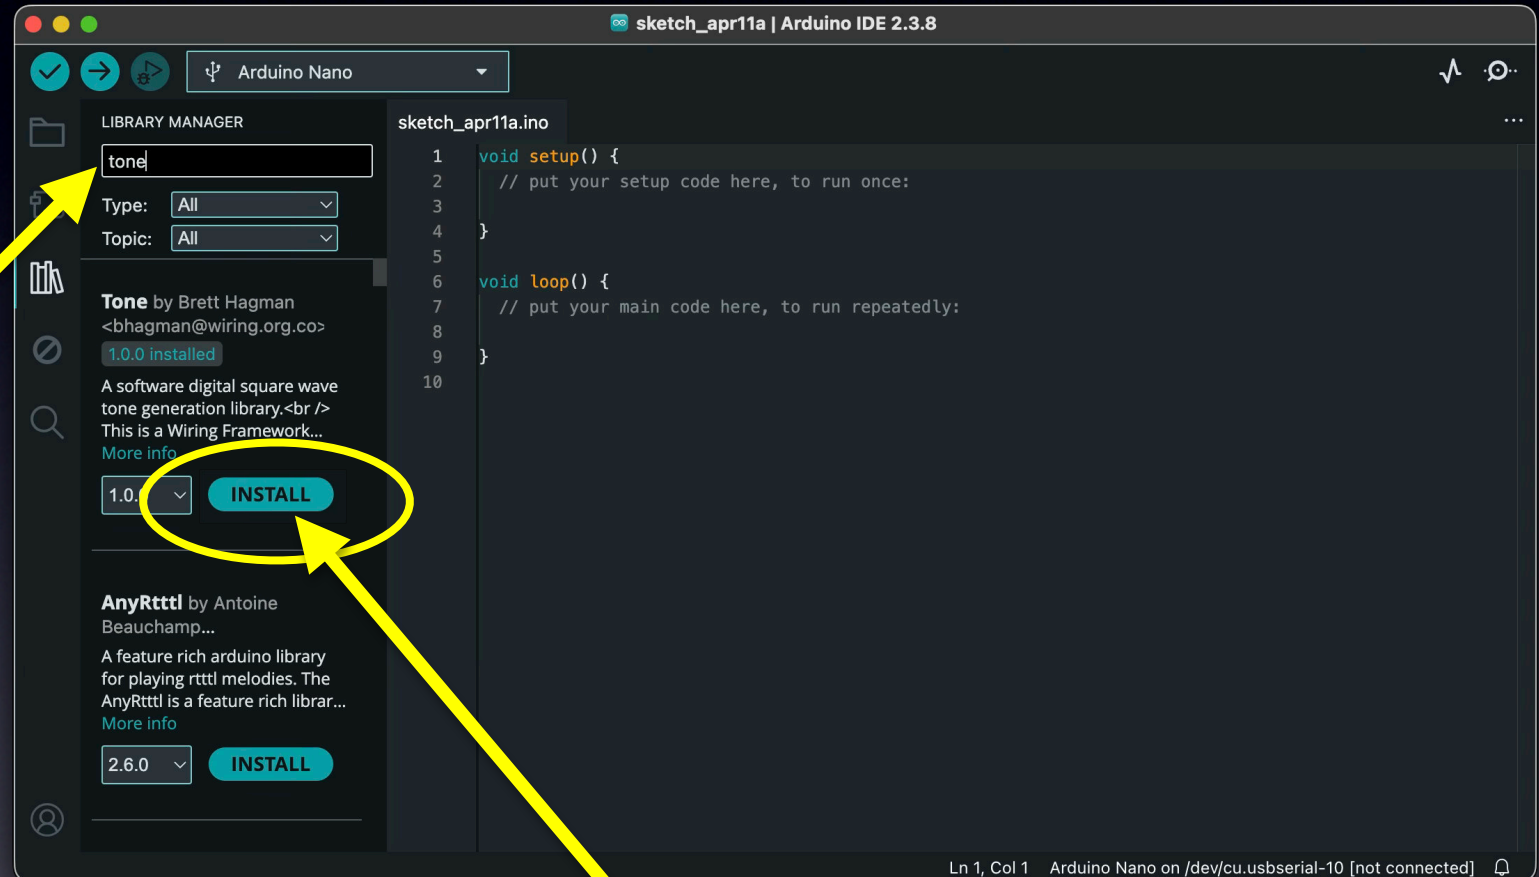 sketch_apr11a | Arduino IDE 2.3.8
Arduino Nano
LIBRARY MANAGER
tone
Type: All
Topic: All
Tone by Brett Hagman
<bhagman@wiring.org.co>
1.0.0 installed
A software digital square wave
tone generation library.<br />
This is a Wiring Framework...
More info
1.0. INSTALL
AnyRtttl by Antoine
Beauchamp...
A feature rich arduino library
for playing rtttl melodies. The
AnyRtttl is a feature rich librar...
More info
2.6.0 INSTALL
sketch_apr11a.ino
1 void setup() {
2 // put your setup code here, to run once:
3
4 }
5
6 void loop() {
7 // put your main code here, to run repeatedly:
8
9 }
10
Ln 1, Col 1 Arduino Nano on /dev/cu.usbserial-10 [not connected]